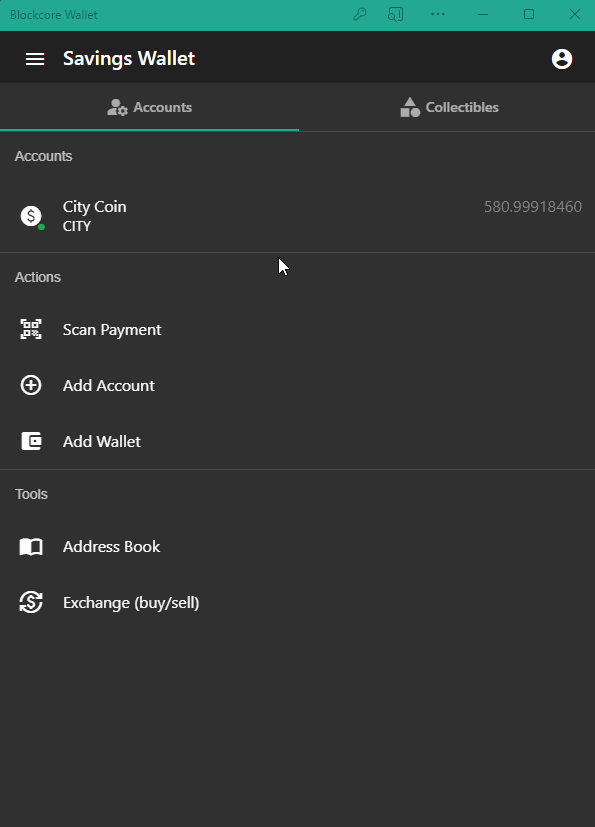 Blockcore Wallet
Savings Wallet
Accounts
Collectibles
Accounts
City Coin
580.99918460
CITY
Actions
Scan Payment
Add Account
Add Wallet
Tools
Address Book
Exchange (buy/sell)